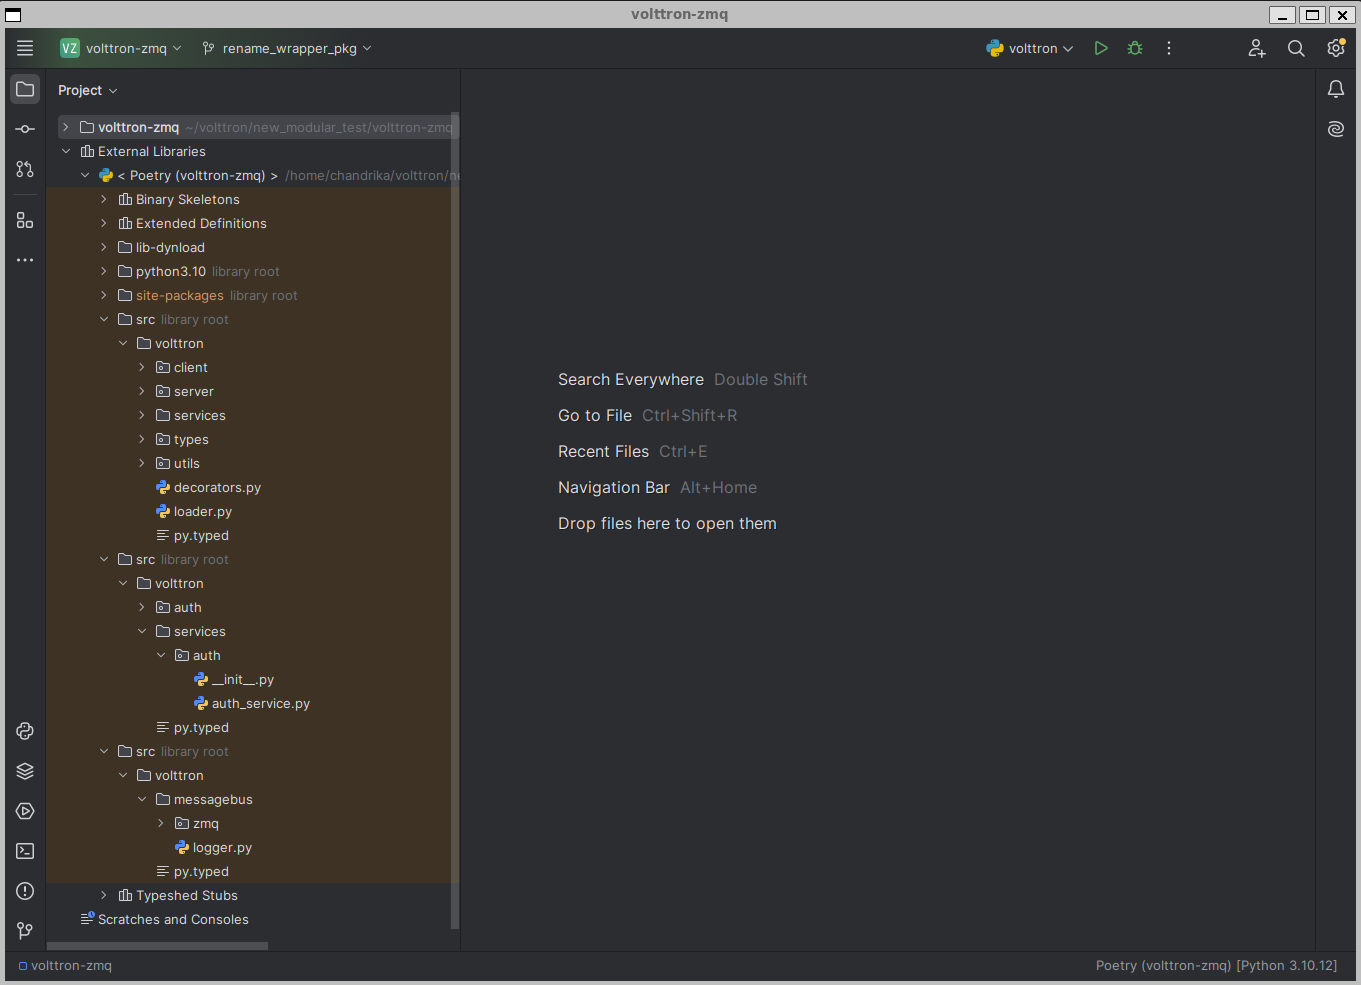 volttron-zmq
VZ volttron-zmq rename_wrapper_pkg volttron
Project
volttron-zmq ~/volttron/new_modular_test/volttron-zmq
External Libraries
< Poetry (volttron-zmq) > /home/chandrika/volttron/ne
Binary Skeletons
Extended Definitions
lib-dynload
python3.10 library root
site-packages library root
src library root
volttron
client
server
services
types
utils
decorators.py
loader.py
py.typed
src library root
volttron
auth
services
auth
__init__.py
auth_service.py
py.typed
src library root
volttron
messagebus
zmq
logger.py
py.typed
Typeshed Stubs
Scratches and Consoles
Search Everywhere Double Shift
Go to File Ctrl+Shift+R
Recent Files Ctrl+E
Navigation Bar Alt+Home
Drop files here to open them
volttron-zmq
Poetry (volttron-zmq) [Python 3.10.12]